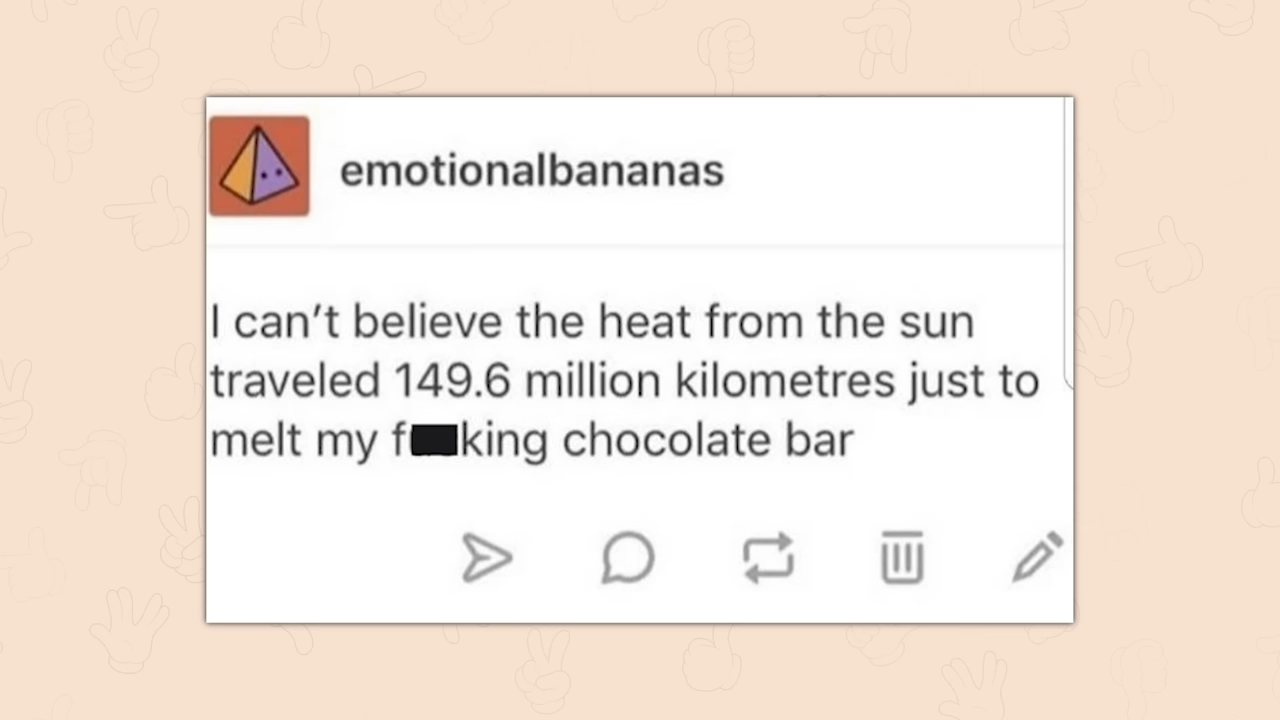 emotionalbananas
I can’t believe the heat from the sun
traveled 149.6 million kilometres just to
melt my f king chocolate bar